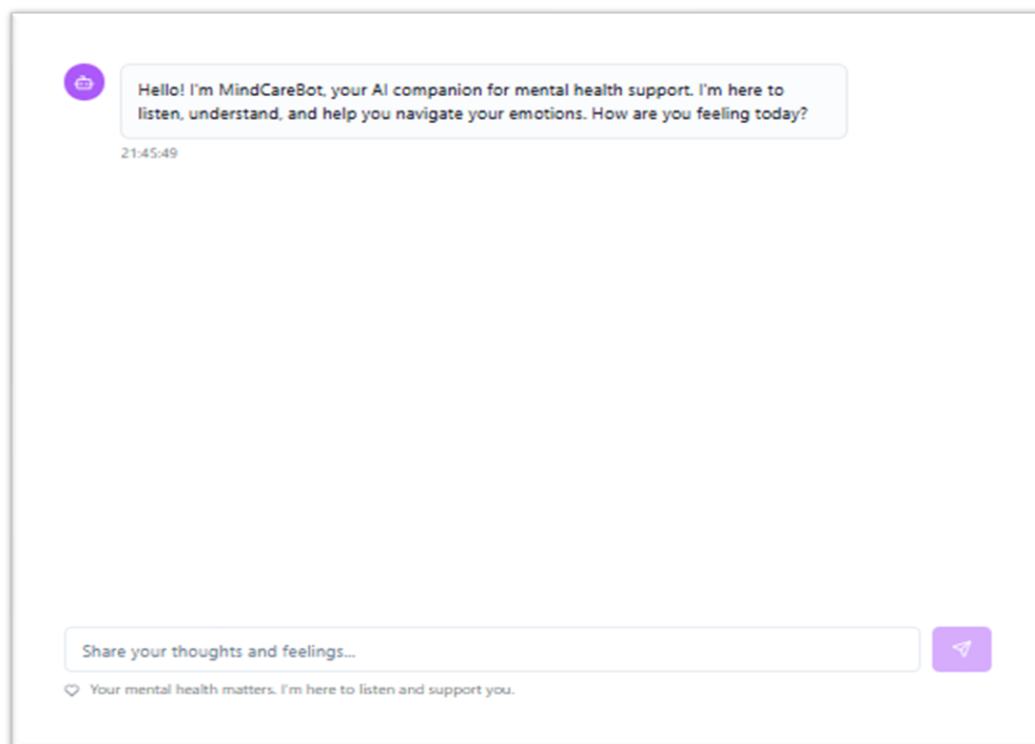 Hello! I'm MindCareBot, your AI companion for mental health support. I'm here to
listen, understand, and help you navigate your emotions. How are you feeling today?
21:45:49
Share your thoughts and feelings...
Your mental health matters. I'm here to listen and support you.